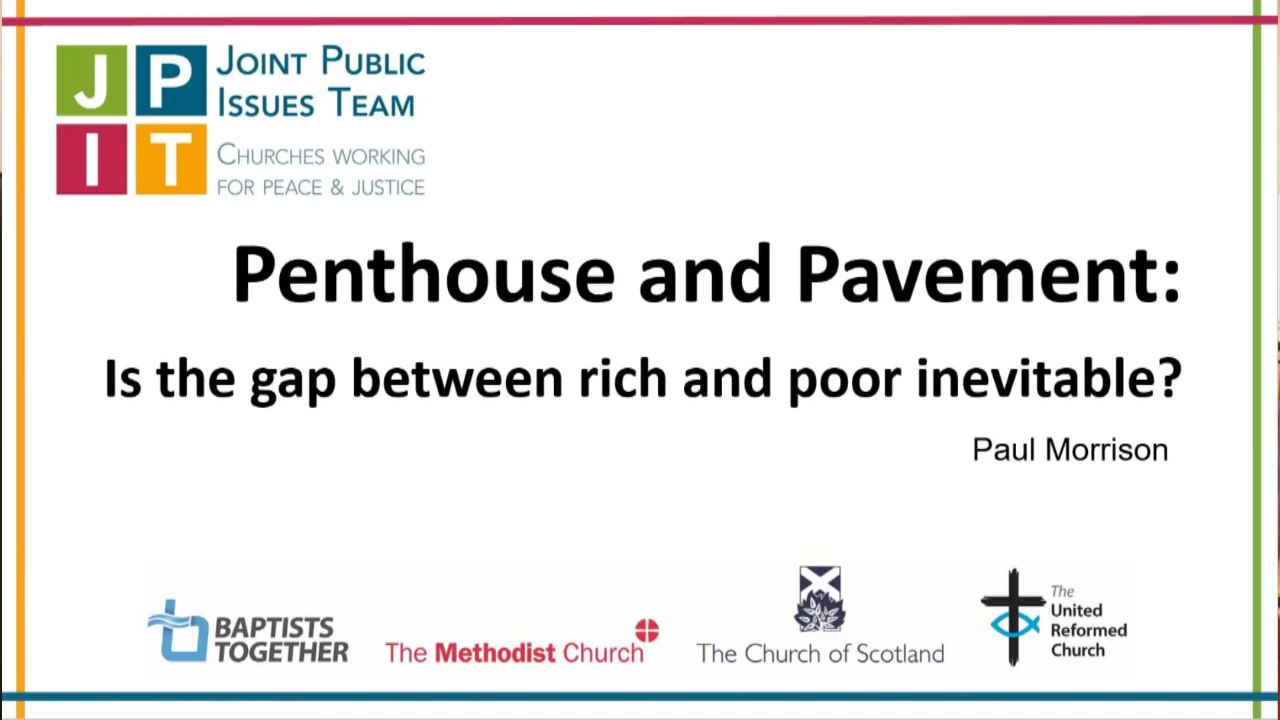 J P
I T
JOINT PUBLIC
ISSUES TEAM
CHURCHES WORKING
FOR PEACE & JUSTICE
Penthouse and Pavement:
Is the gap between rich and poor inevitable?
Paul Morrison
BAPTISTS
TOGETHER
The Methodist Church
The Church of Scotland
The
United
Reformed
Church